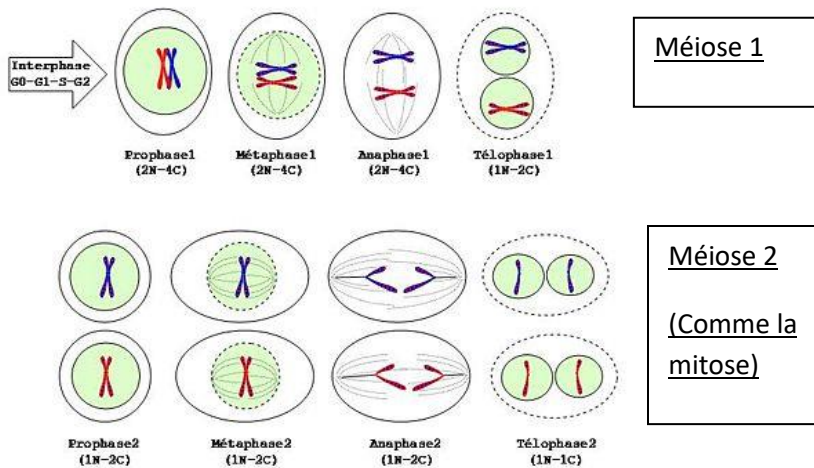 Interphase
G0-G1-S-G2
Prophase1
(2N-4C)
Métaphase1
(2N-4C)
Anaphase1
(2N-4C)
Télophase1
(1N-2C)
Méiose 1
Prophase2
(1N-2C)
Métaphase2
(1N-2C)
Anaphase2
(1N-2C)
Télophase2
(1N-1C)
Méiose 2
(Comme la
mitose)